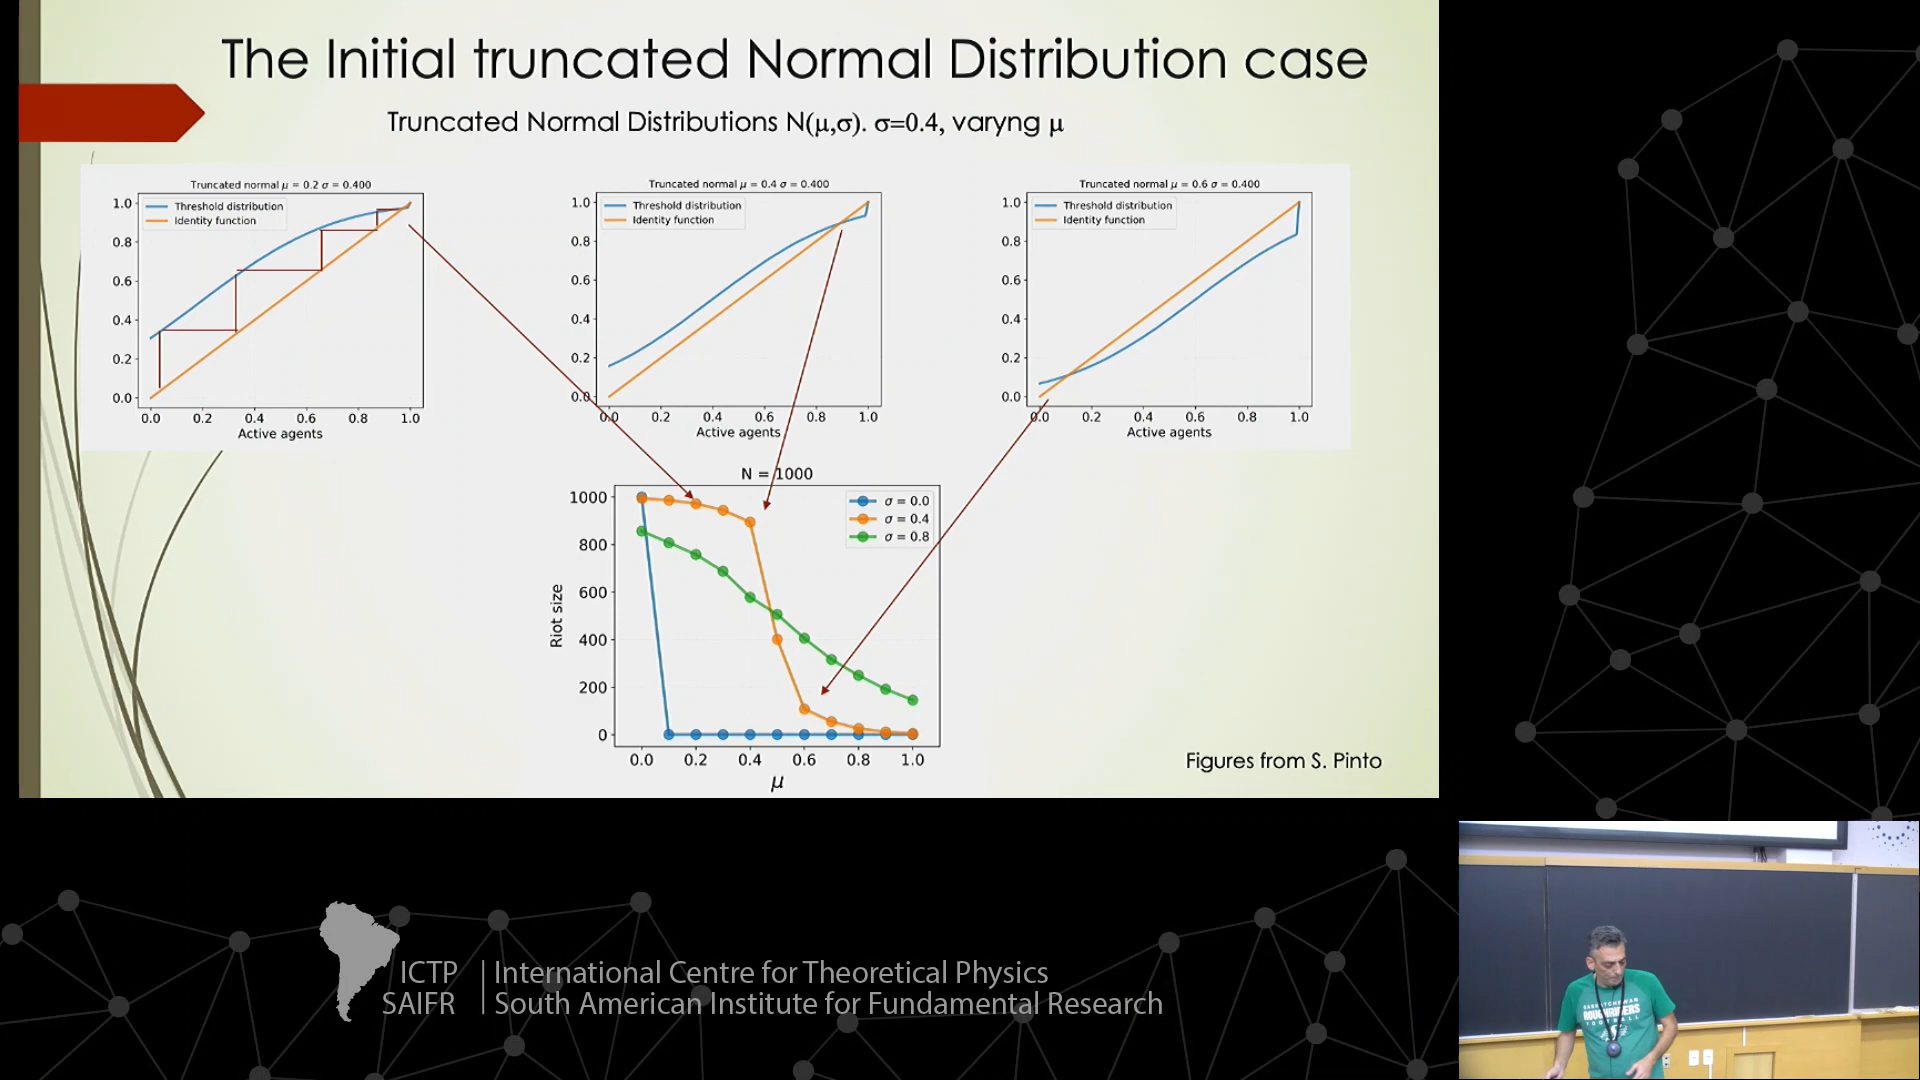 The Initial truncated Normal Distribution case
Truncated Normal Distributions N(μ,σ). σ=0.4, varyng μ
Truncated normal μ = 0.2 σ = 0.400
Threshold distribution
Identity function
1.0
0.8
0.6
0.4
0.2
0.0
0.0 0.2 0.4 0.6 0.8 1.0
Active agents
Truncated normal μ = 0.4 σ = 0.400
Threshold distribution
Identity function
1.0
0.8
0.6
0.4
0.2
0.0
0.0 0.2 0.4 0.6 0.8 1.0
Active agents
Truncated normal μ = 0.6 σ = 0.400
Threshold distribution
Identity function
1.0
0.8
0.6
0.4
0.2
0.0
0.0 0.2 0.4 0.6 0.8 1.0
Active agents
N = 1000
σ = 0.0
σ = 0.4
σ = 0.8
Riot size
1000
800
600
400
200
0
0.0 0.2 0.4 0.6 0.8 1.0
μ
Figures from S. Pinto
ICTP
SAIFR
International Centre for Theoretical Physics
South American Institute for Fundamental Research
SASKATCHEWAN
ROUGHRIDERS
FOOTBALL